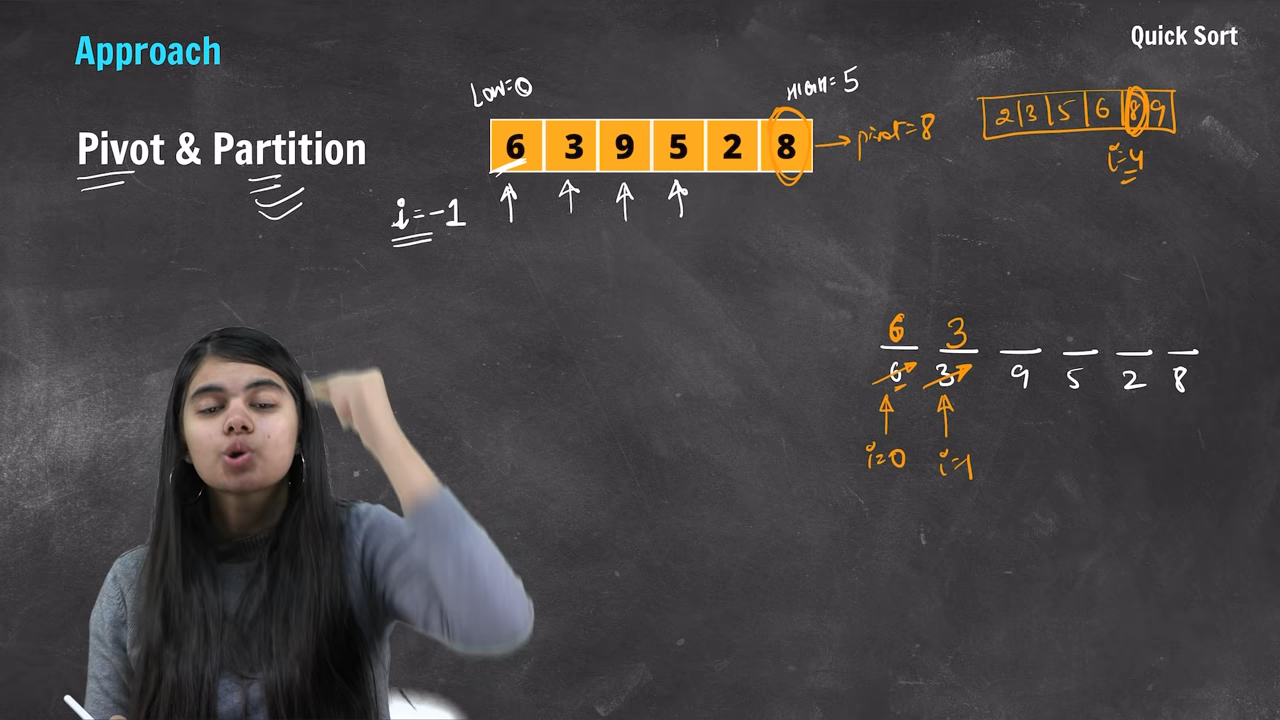 Approach
Quick Sort
Low=0
HIGH=5
Pivot & Partition
6 3 9 5 2 8
pivot=8
2 3 5 6 8 9
i=4
i=-1
6 3
6 3 9 5 2 8
i=0 i=1